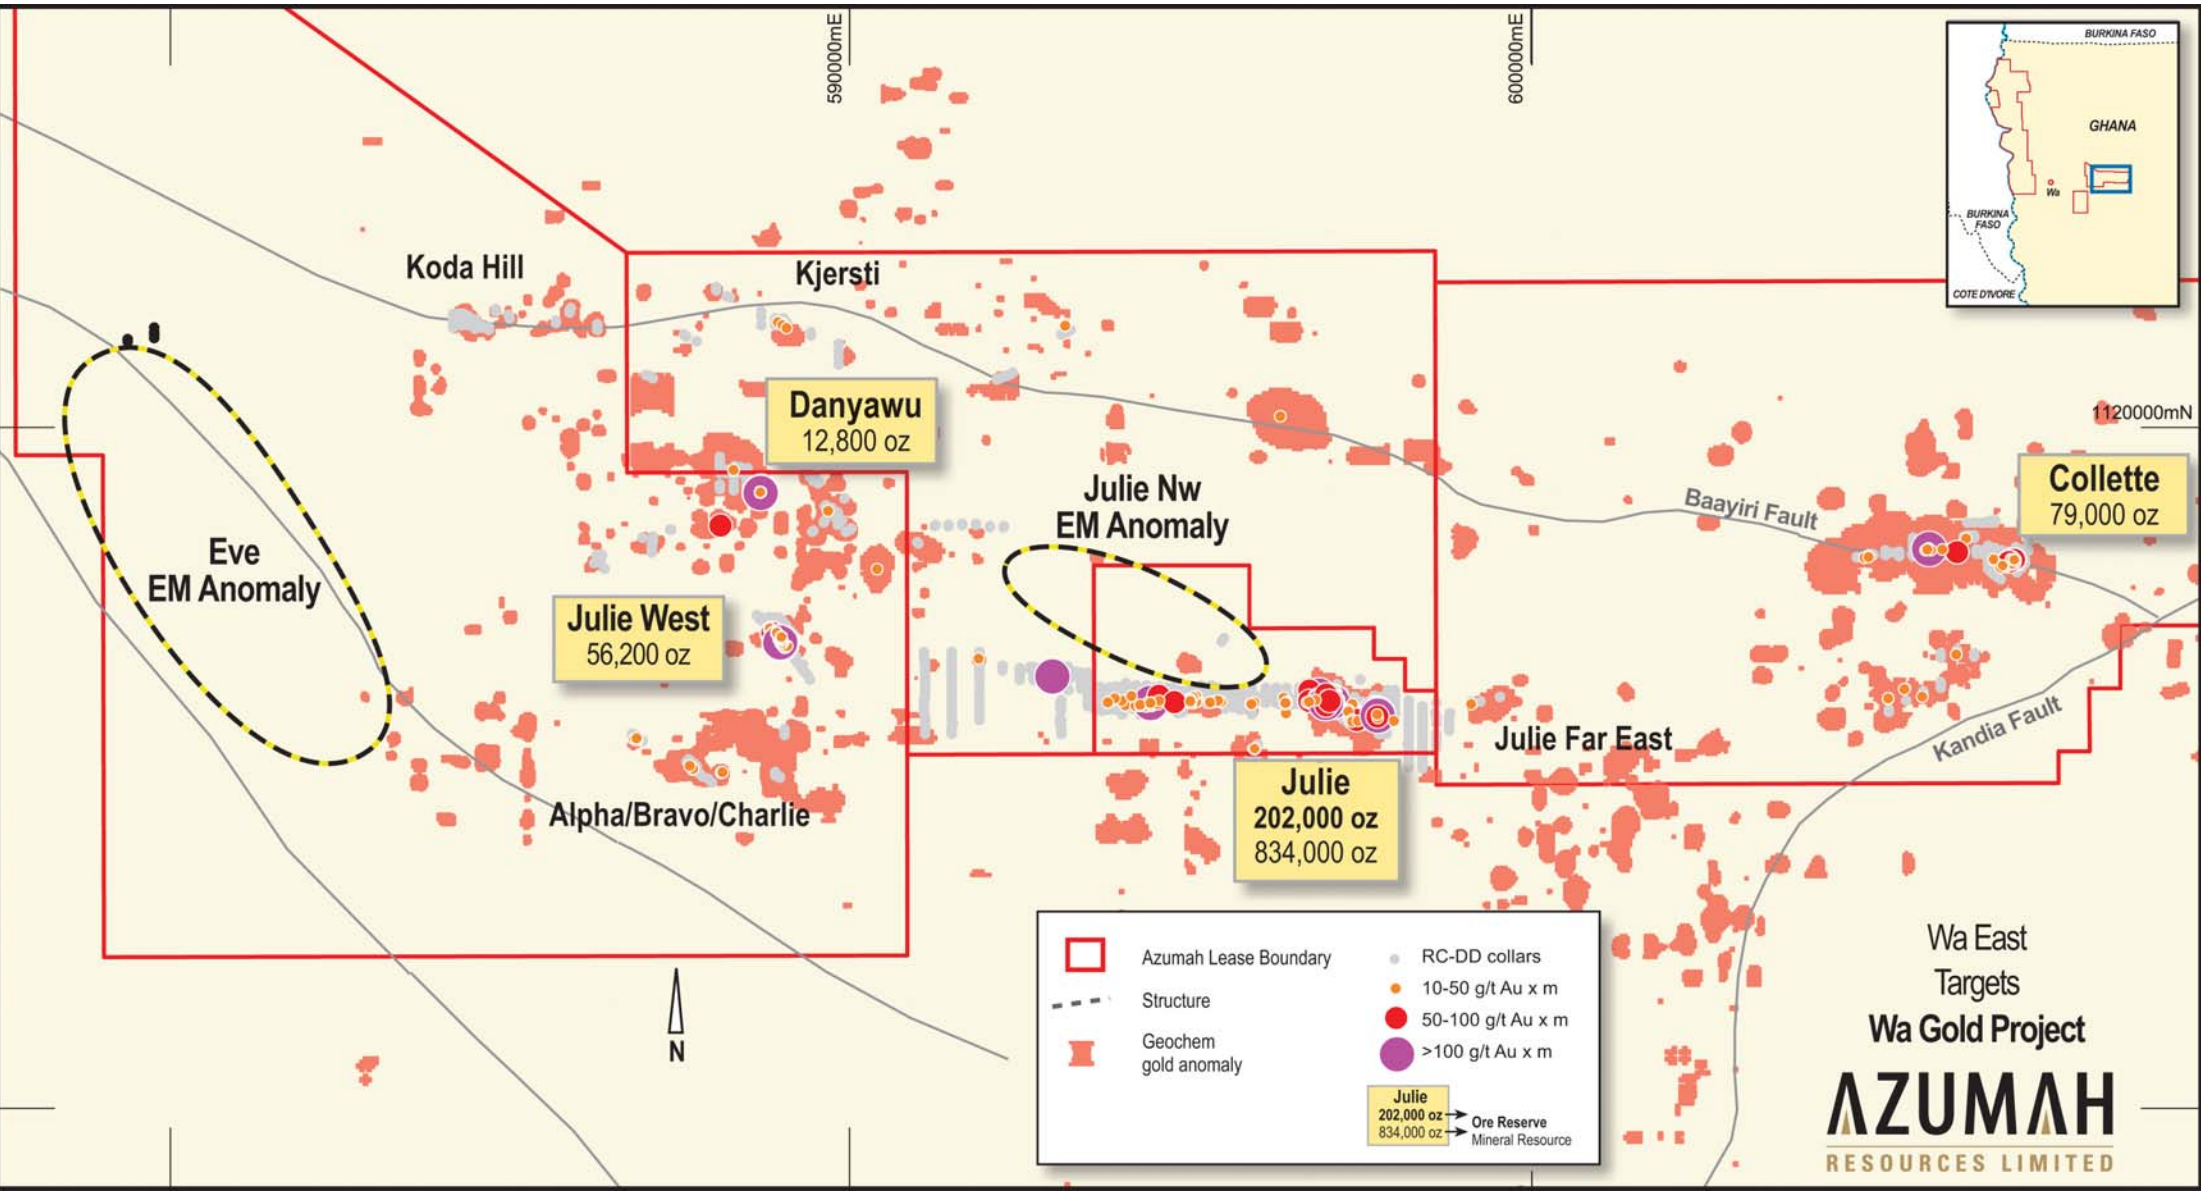 590000mE
600000mE
BURKINA FASO
GHANA
Wa
BURKINA
FASO
COTE D'IVORE
Koda Hill
Kjersti
Danyawu
12,800 oz
1120000mN
Collette
79,000 oz
Julie Nw
EM Anomaly
Baayiri Fault
Eve
EM Anomaly
Julie West
56,200 oz
Kandia Fault
Julie Far East
Alpha/Bravo/Charlie
Julie
202,000 oz
834,000 oz
N
Azumah Lease Boundary
Structure
Geochem
gold anomaly
RC-DD collars
10-50 g/t Au x m
50-100 g/t Au x m
>100 g/t Au x m
Julie
202,000 oz
834,000 oz
Ore Reserve
Mineral Resource
Wa East
Targets
Wa Gold Project
AZUMAH
RESOURCES LIMITED